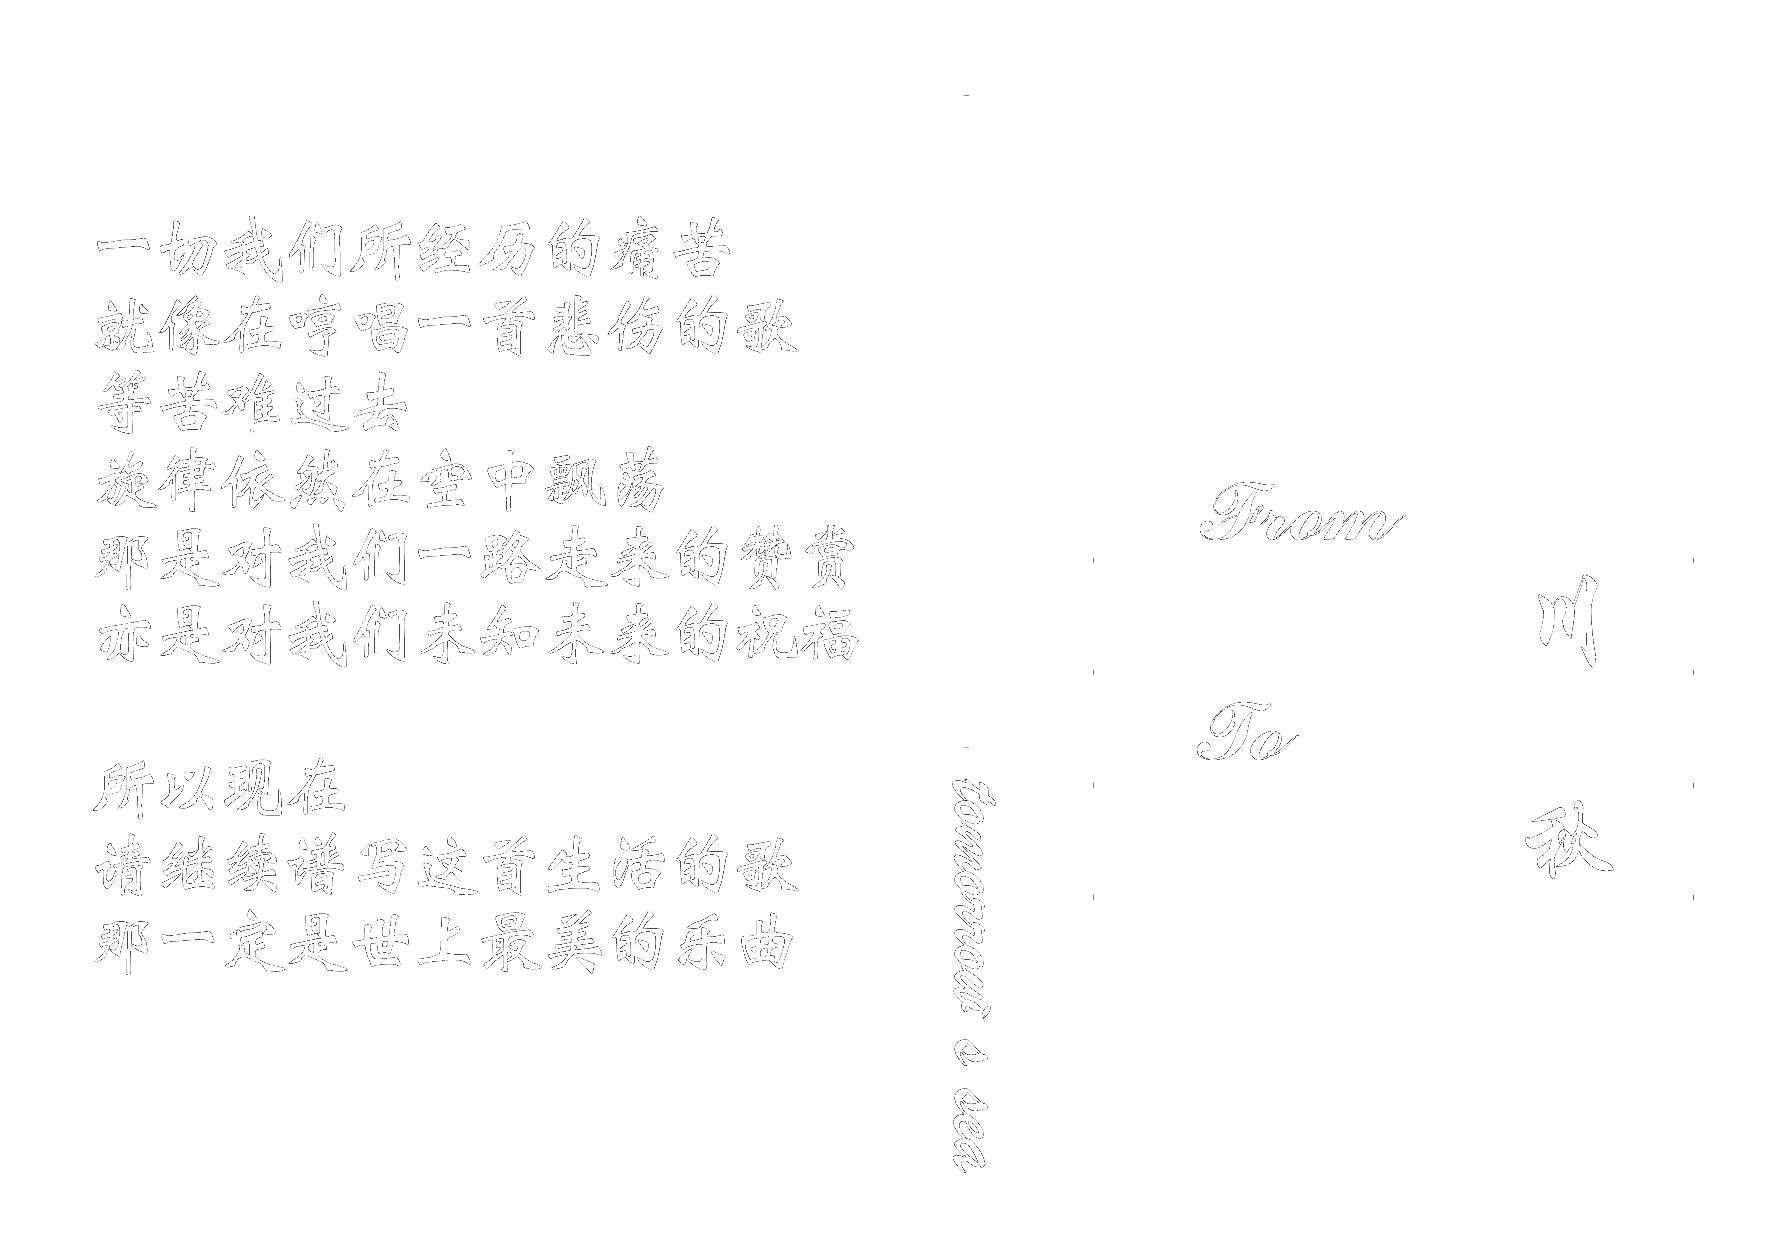 一切我们所经历的痛苦
就像在哼唱一首悲伤的歌
等苦难过去
旋律依然在空中飘荡
那是对我们一路走来的赞赏
亦是对我们未知未来的祝福
所以现在
请继续谱写这首生活的歌
那一定是世上最美的乐曲
tomorrow' s sea
From
川
To
秋